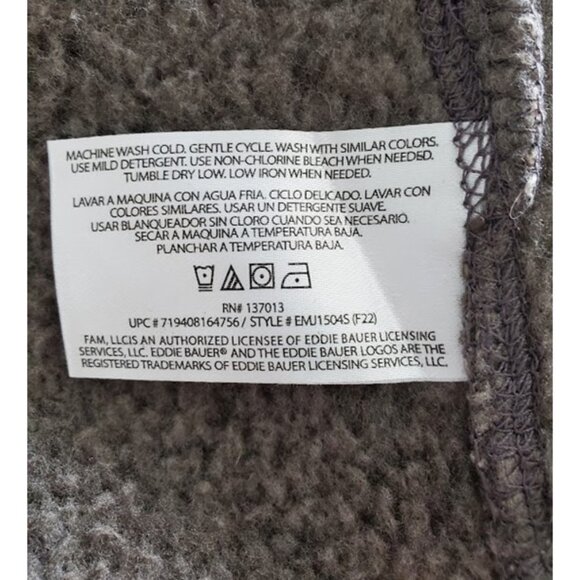 MACHINE WASH COLD. GENTLE CYCLE. WASH WITH SIMILAR COLORS.
USE MILD DETERGENT. USE NON-CHLORINE BLEACH WHEN NEEDED.
TUMBLE DRY LOW. LOW IRON WHEN NEEDED.
LAVAR A MAQUINA CON AGUA FRIA. CICLO DELICADO. LAVAR CON
COLORES SIMILARES. USAR UN DETERGENTE SUAVE.
USAR BLANQUEADOR SIN CLORO CUANDO SEA NECESARIO.
SECAR A MAQUINA A TEMPERATURA BAJA.
PLANCHAR A TEMPERATURA BAJA.
RN# 137013
UPC # 719408164756 / STYLE # EMJ1504S (F22)
FAM, LLCIS AN AUTHORIZED LICENSEE OF EDDIE BAUER LICENSING
SERVICES, LLC. EDDIE BAUER® AND THE EDDIE BAUER LOGOS ARE THE
REGISTERED TRADEMARKS OF EDDIE BAUER LICENSING SERVICES, LLC.